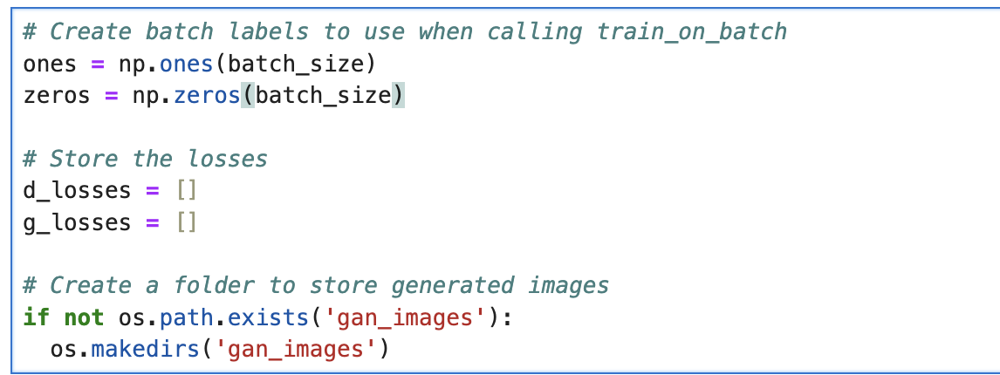 # Create batch labels to use when calling train_on_batch
ones = np.ones(batch_size)
zeros = np.zeros(batch_size)

# Store the losses
d_losses = []
g_losses = []

# Create a folder to store generated images
if not os.path.exists('gan_images'):
  os.makedirs('gan_images')